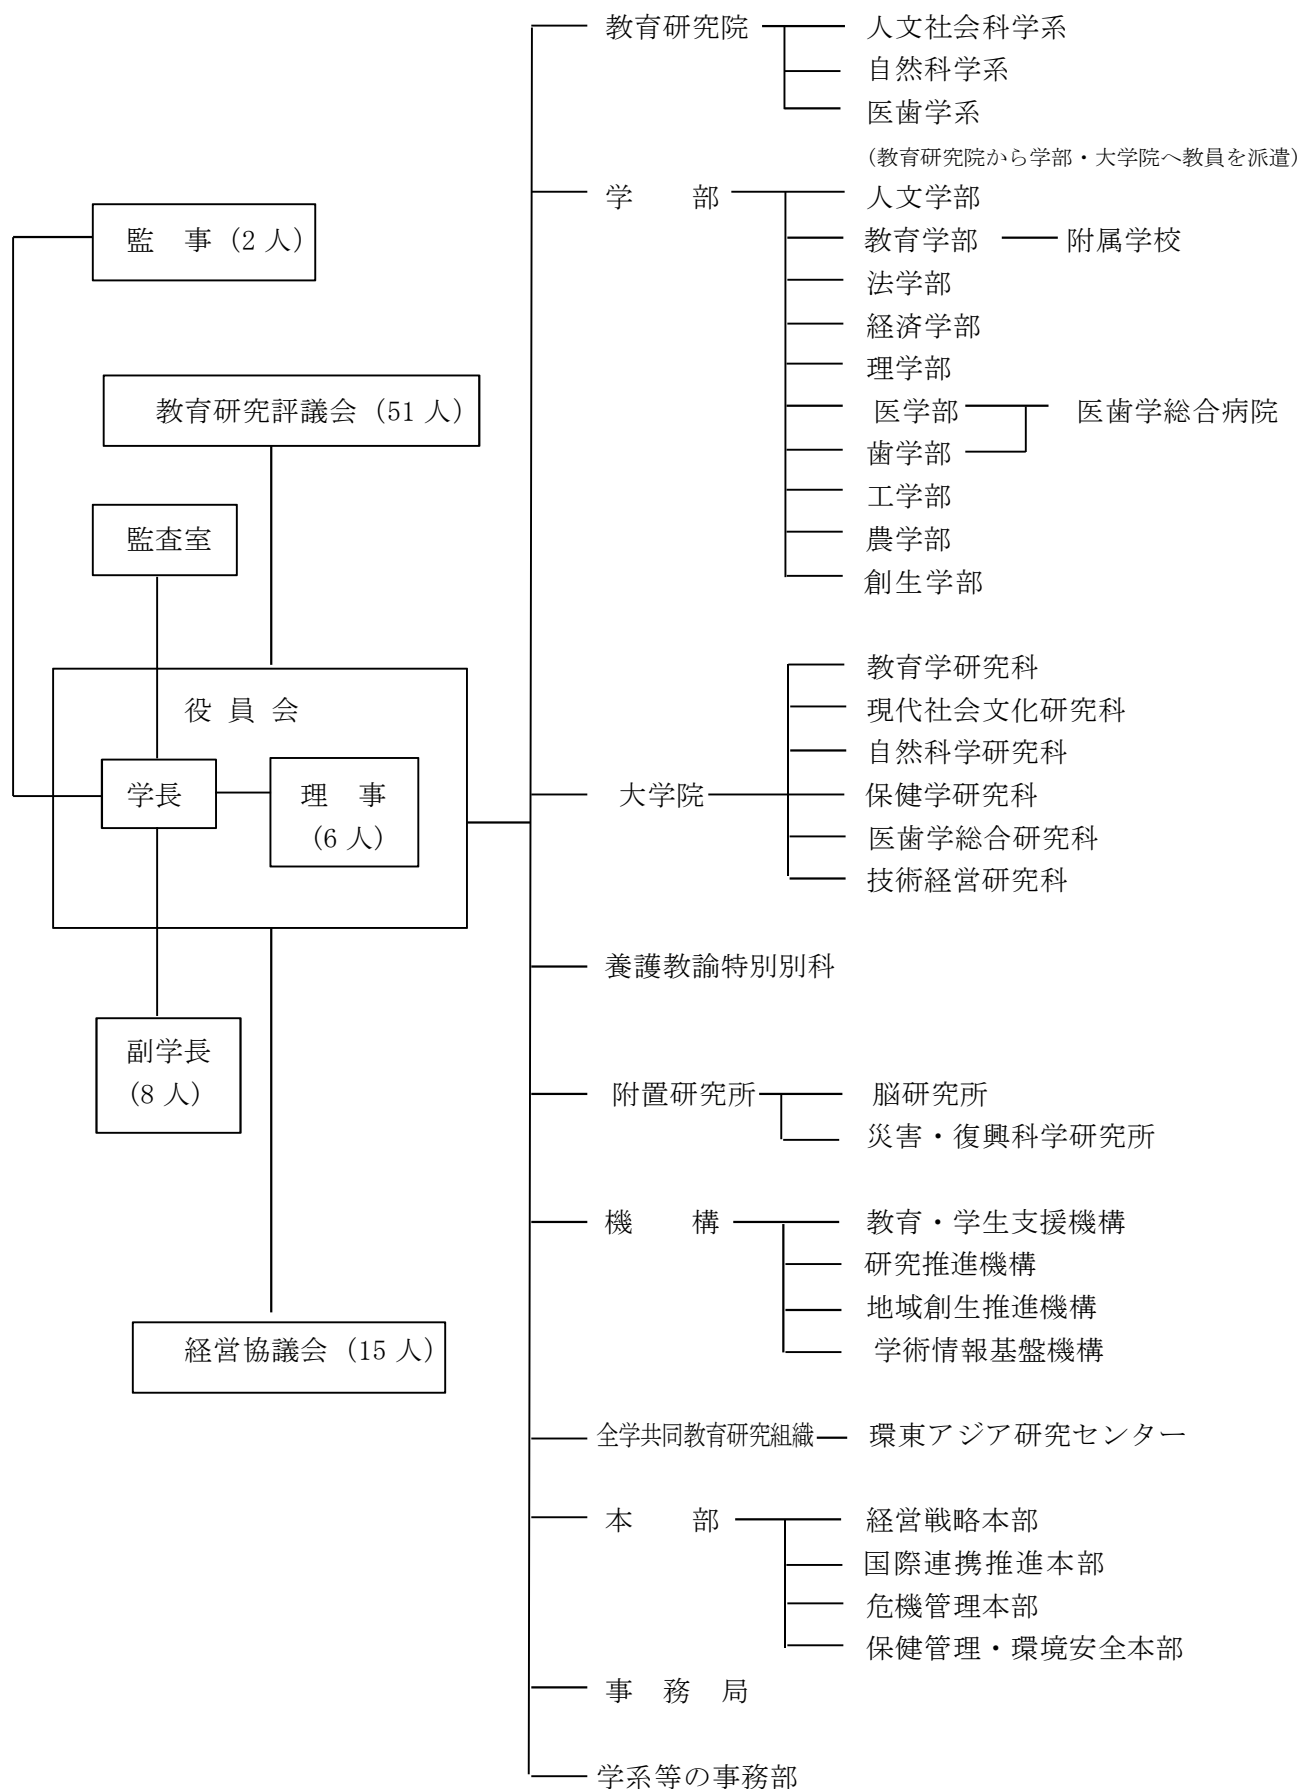 監　事（2 人）
教育研究評議会（51 人）
監査室
役 員 会
学長
理　事
（6 人）
副学長
（8 人）
経営協議会（15 人）
教育研究院
人文社会科学系
自然科学系
医歯学系
(教育研究院から学部・大学院へ教員を派遣)
学　　部
人文学部
教育学部
附属学校
法学部
経済学部
理学部
医学部
医歯学総合病院
歯学部
工学部
農学部
創生学部
大学院
教育学研究科
現代社会文化研究科
自然科学研究科
保健学研究科
医歯学総合研究科
技術経営研究科
養護教諭特別別科
附置研究所
脳研究所
災害・復興科学研究所
機　　構
教育・学生支援機構
研究推進機構
地域創生推進機構
学術情報基盤機構
全学共同教育研究組織
環東アジア研究センター
本　　部
経営戦略本部
国際連携推進本部
危機管理本部
保健管理・環境安全本部
事　務　局
学系等の事務部